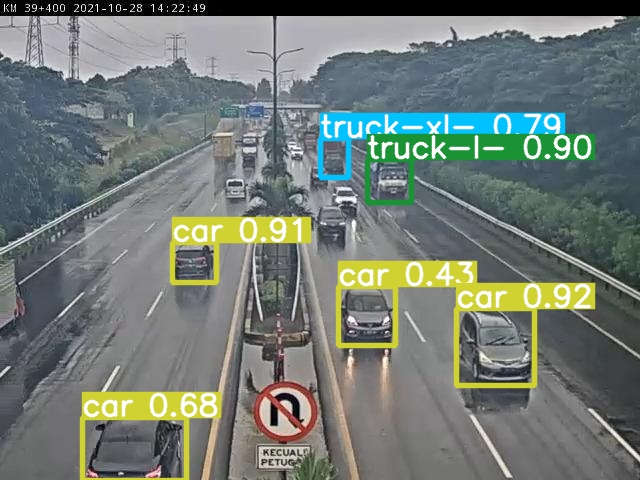 KM 39+400 2021-10-28 14:22:49
truck-xl- 0.79
truck-l- 0.90
car 0.91
car 0.43
car 0.92
car 0.68
KECUALI
PETUGAS